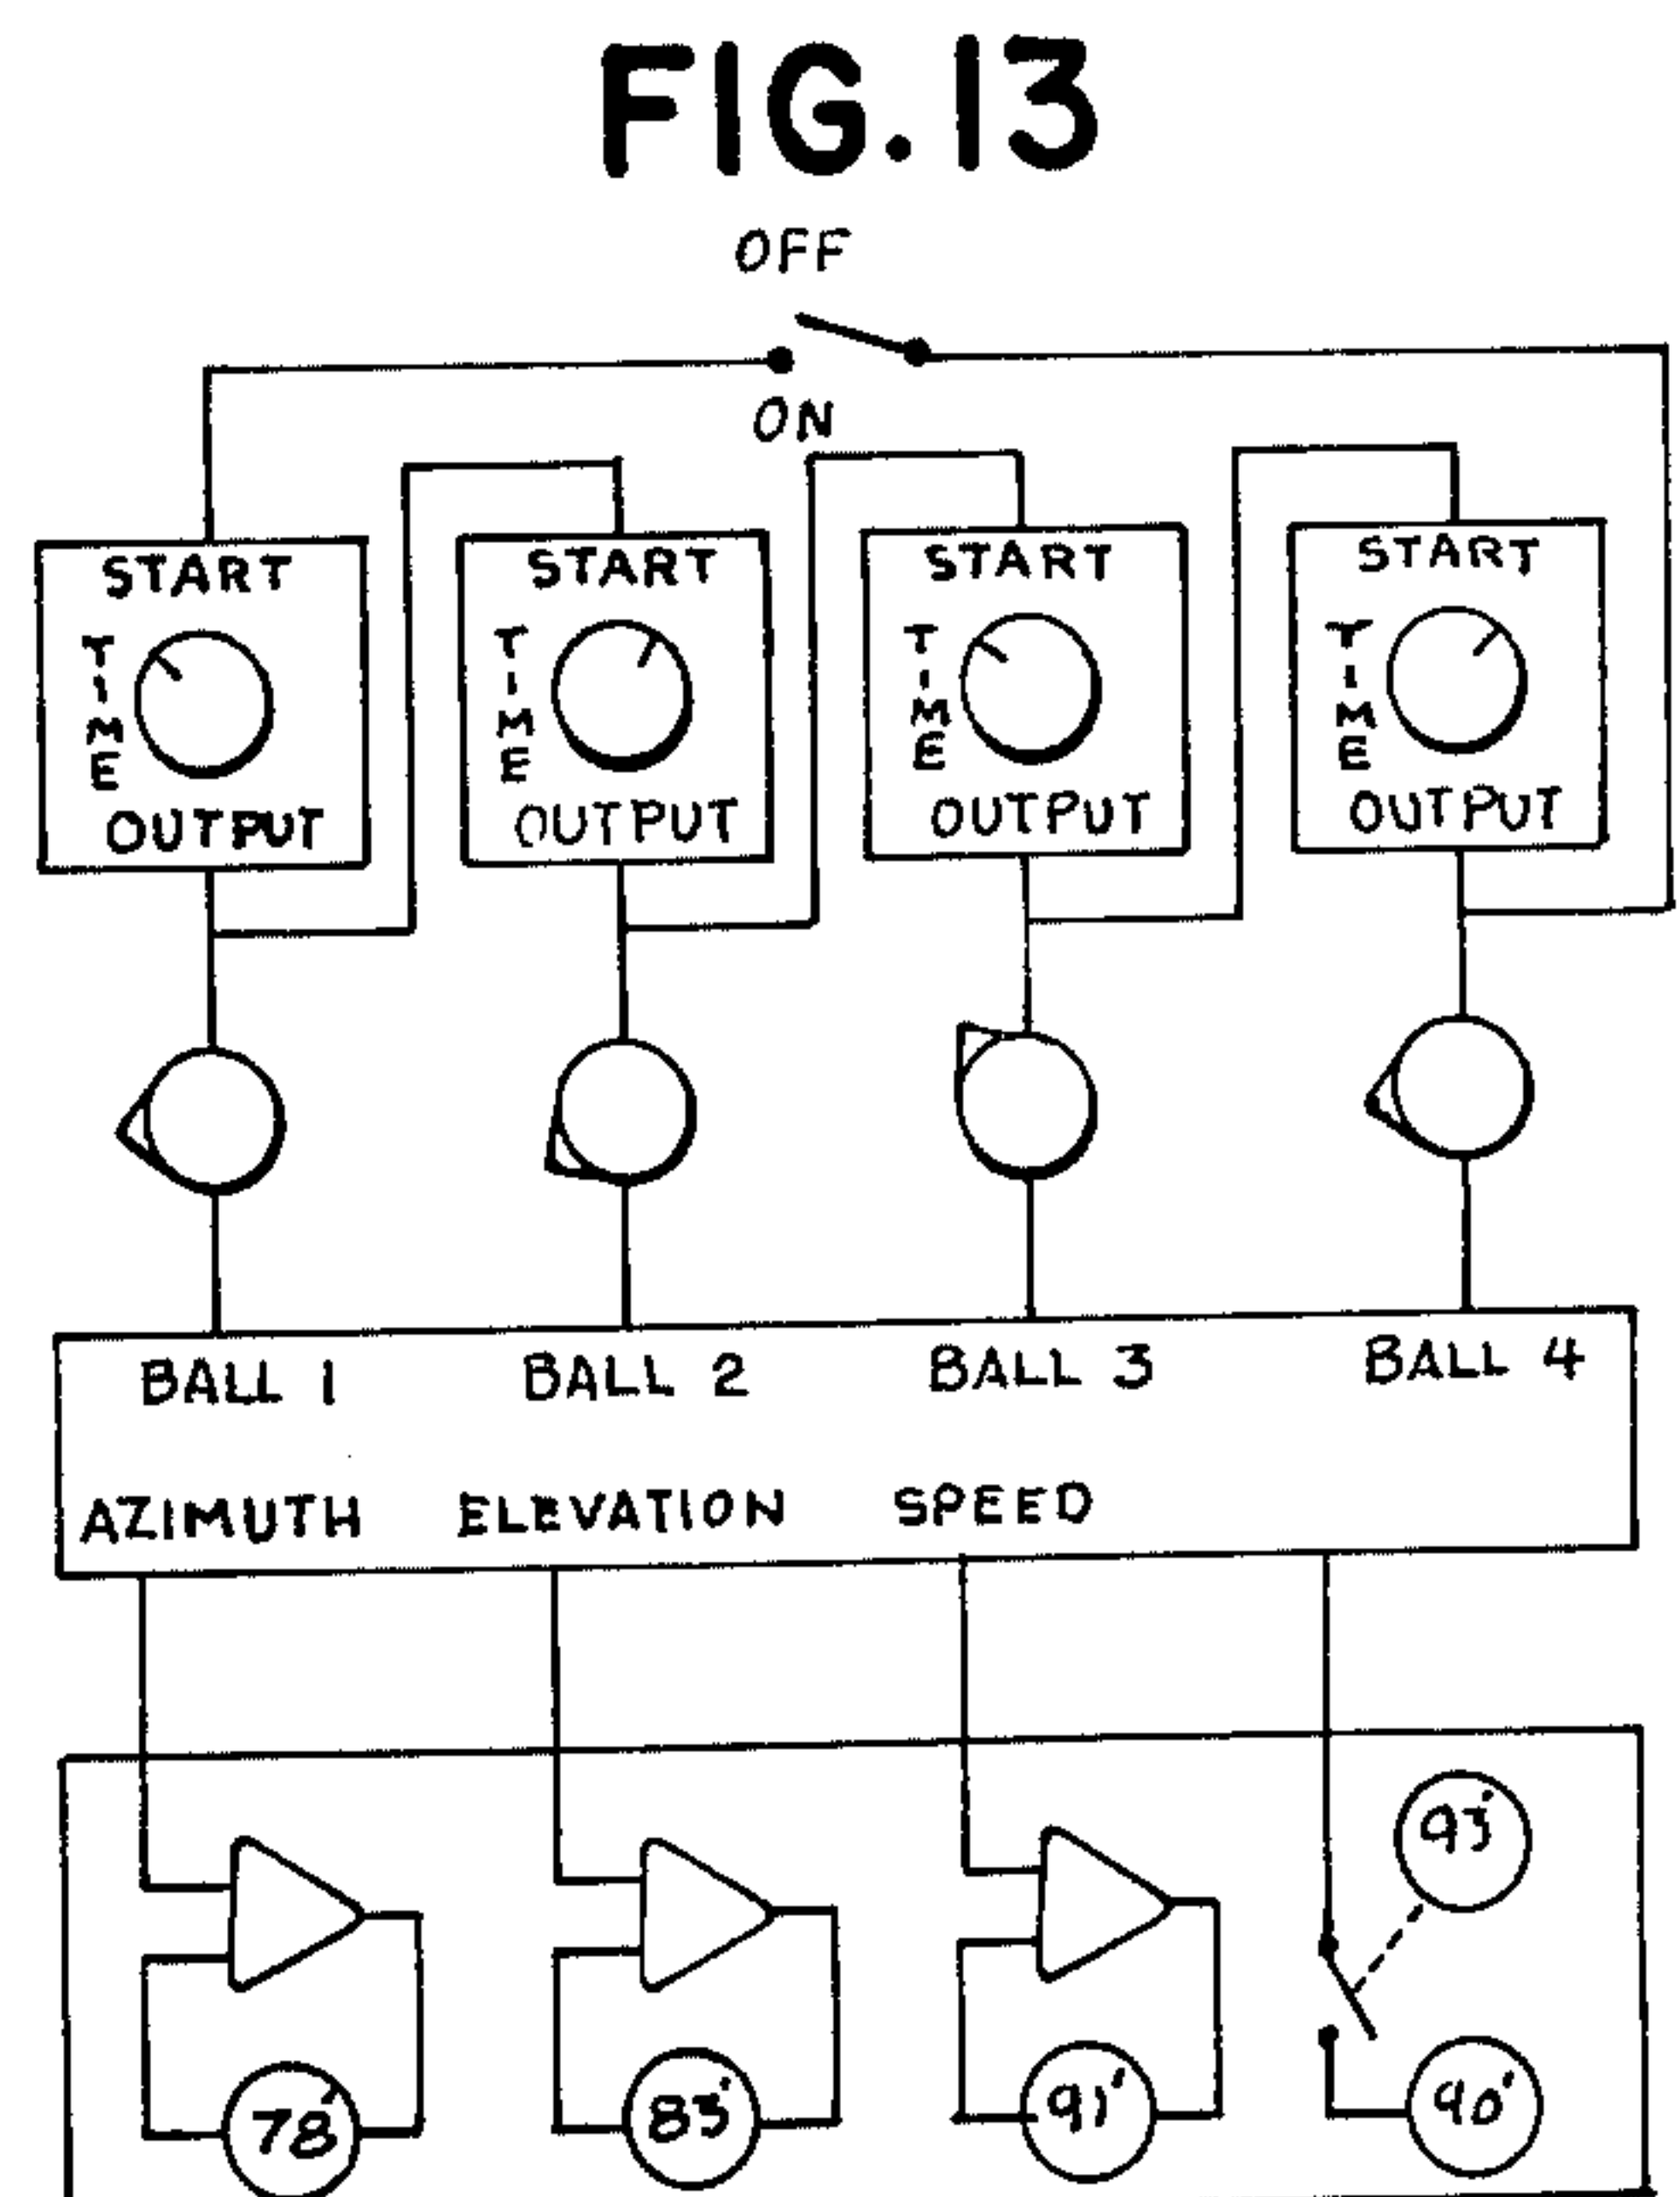 FIG. 13
OFF
ON
START START START START
TIME TIME TIME TIME
OUTPUT OUTPUT OUTPUT OUTPUT
BALL 1 BALL 2 BALL 3 BALL 4
AZIMUTH ELEVATION SPEED
93'
78' 83' 91' 90'